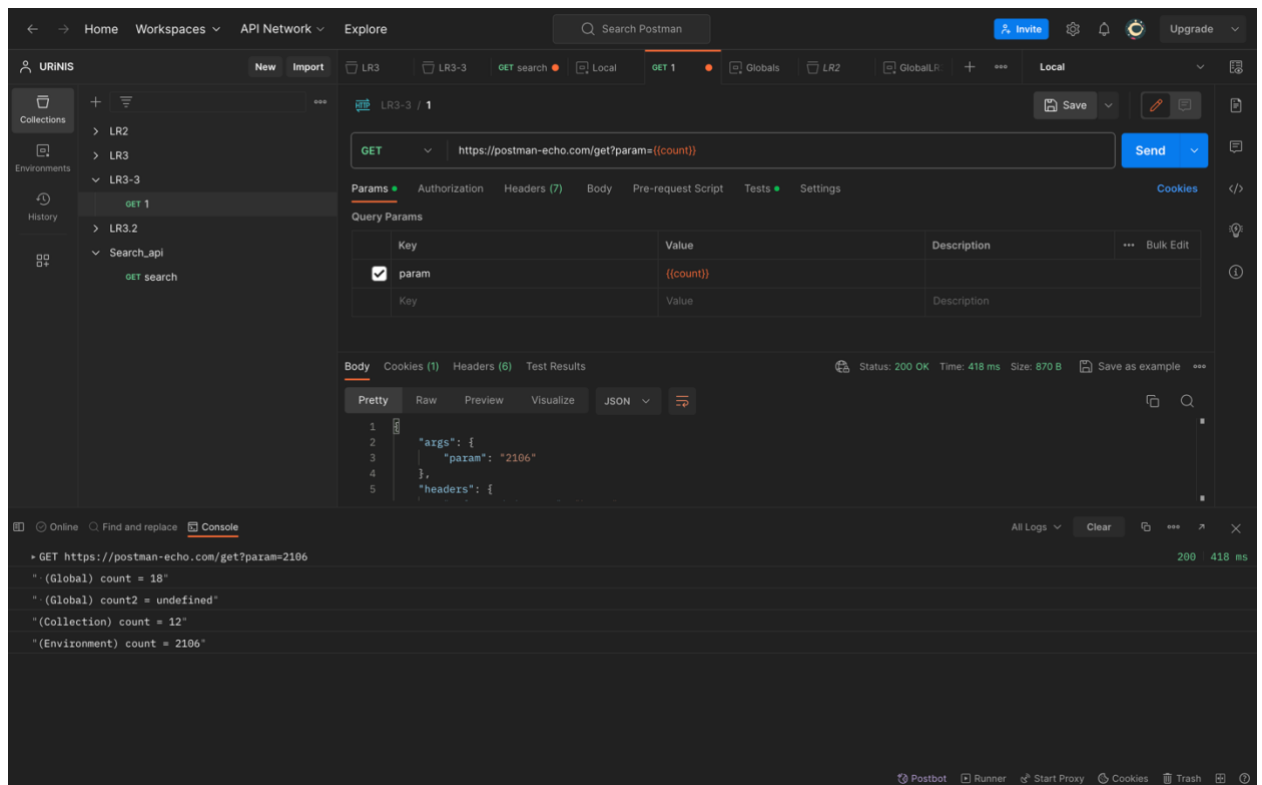 Home Workspaces API Network Explore Search Postman Invite Upgrade
URiNIS New Import LR3 LR3-3 GET search Local GET 1 Globals LR2 GlobalLR Local
Collections
Environments
History
LR2
LR3
LR3-3
GET 1
LR3.2
Search_api
GET search
HTTP LR3-3 / 1 Save
GET https://postman-echo.com/get?param={{count}} Send
Params Authorization Headers (7) Body Pre-request Script Tests Settings Cookies
Query Params
Key Value Description ••• Bulk Edit
param {{count}}
Key Value Description
Body Cookies (1) Headers (6) Test Results Status: 200 OK Time: 418 ms Size: 870 B Save as example
Pretty Raw Preview Visualize JSON
1 {
2 "args": {
3 "param": "2106"
4 },
5 "headers": {
Online Find and replace Console All Logs Clear
GET https://postman-echo.com/get?param=2106 200 418 ms
" (Global) count = 18"
" (Global) count2 = undefined"
"(Collection) count = 12"
"(Environment) count = 2106"
Postbot Runner Start Proxy Cookies Trash